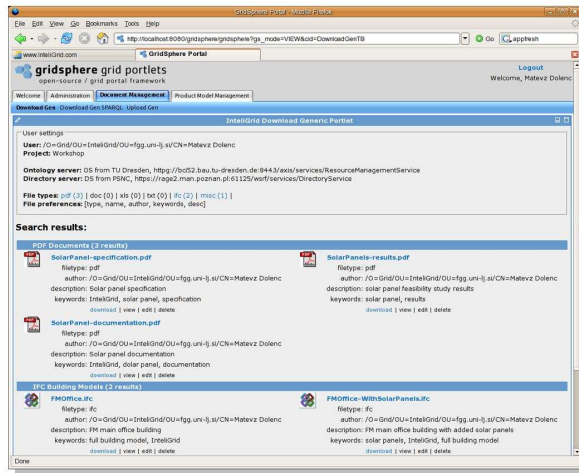 GridSphere Portal - Mozilla Firefox
File Edit View Go Bookmarks Tools Help
http://localhost:8080/gridsphere/gridsphere?gs_mode=VIEW&cid=DownloadGenTB
Go
appfresh
www.InteliGrid.com
GridSphere Portal
gridsphere grid portlets
open-source / grid portal framework
Logout
Welcome, Matevz Dolenc
Welcome Administration Document Management Product Model Management
Download Gen Download Gen SPARQL Upload Gen
InteliGrid Download Generic Portlet
User settings
User: /O=Grid/OU=InteliGrid/OU=fgg.uni-lj.si/CN=Matevz Dolenc
Project: Workshop
Ontology server: OS from TU Dresden, httpg://bci52.bau.tu-dresden.de:8443/axis/services/ResourceManagementService
Directory server: DS from PSNC, https://rage2.man.poznan.pl:61125/wsrf/services/DirectoryService
File types: pdf (3) | doc (0) | xls (0) | txt (0) | ifc (2) | misc (1) |
File preferences: [type, name, author, keywords, desc]
Search results:
PDF Documents (3 results)
SolarPanel-specification.pdf
filetype: pdf
author: /O=Grid/OU=InteliGrid/OU=fgg.uni-lj.si/CN=Matevz Dolenc
description: Solar panel specification
keywords: InteliGrid, solar panel, specification
download | view | edit | delete
SolarPanels-results.pdf
filetype: pdf
author: /O=Grid/OU=InteliGrid/OU=fgg.uni-lj.si/CN=Matevz Dolenc
description: solar panel feasibility study results
keywords: solar panel, results
download | view | edit | delete
SolarPanel-documentation.pdf
filetype: pdf
author: /O=Grid/OU=InteliGrid/OU=fgg.uni-lj.si/CN=Matevz Dolenc
description: Solar panel documentation
keywords: InteliGrid, dolar panel, documentation
download | view | edit | delete
IFC Building Models (2 results)
FMOffice.ifc
filetype: ifc
author: /O=Grid/OU=InteliGrid/OU=fgg.uni-lj.si/CN=Matevz Dolenc
description: FM main office building
keywords: full building model, InteliGrid
download | view | edit | delete
FMOffice-WithSolarPanels.ifc
filetype: ifc
author: /O=Grid/OU=InteliGrid/OU=fgg.uni-lj.si/CN=Matevz Dolenc
description: FM main office building with added solar panels
keywords: solar panels, InteliGrid, full building model
download | view | edit | delete
Done